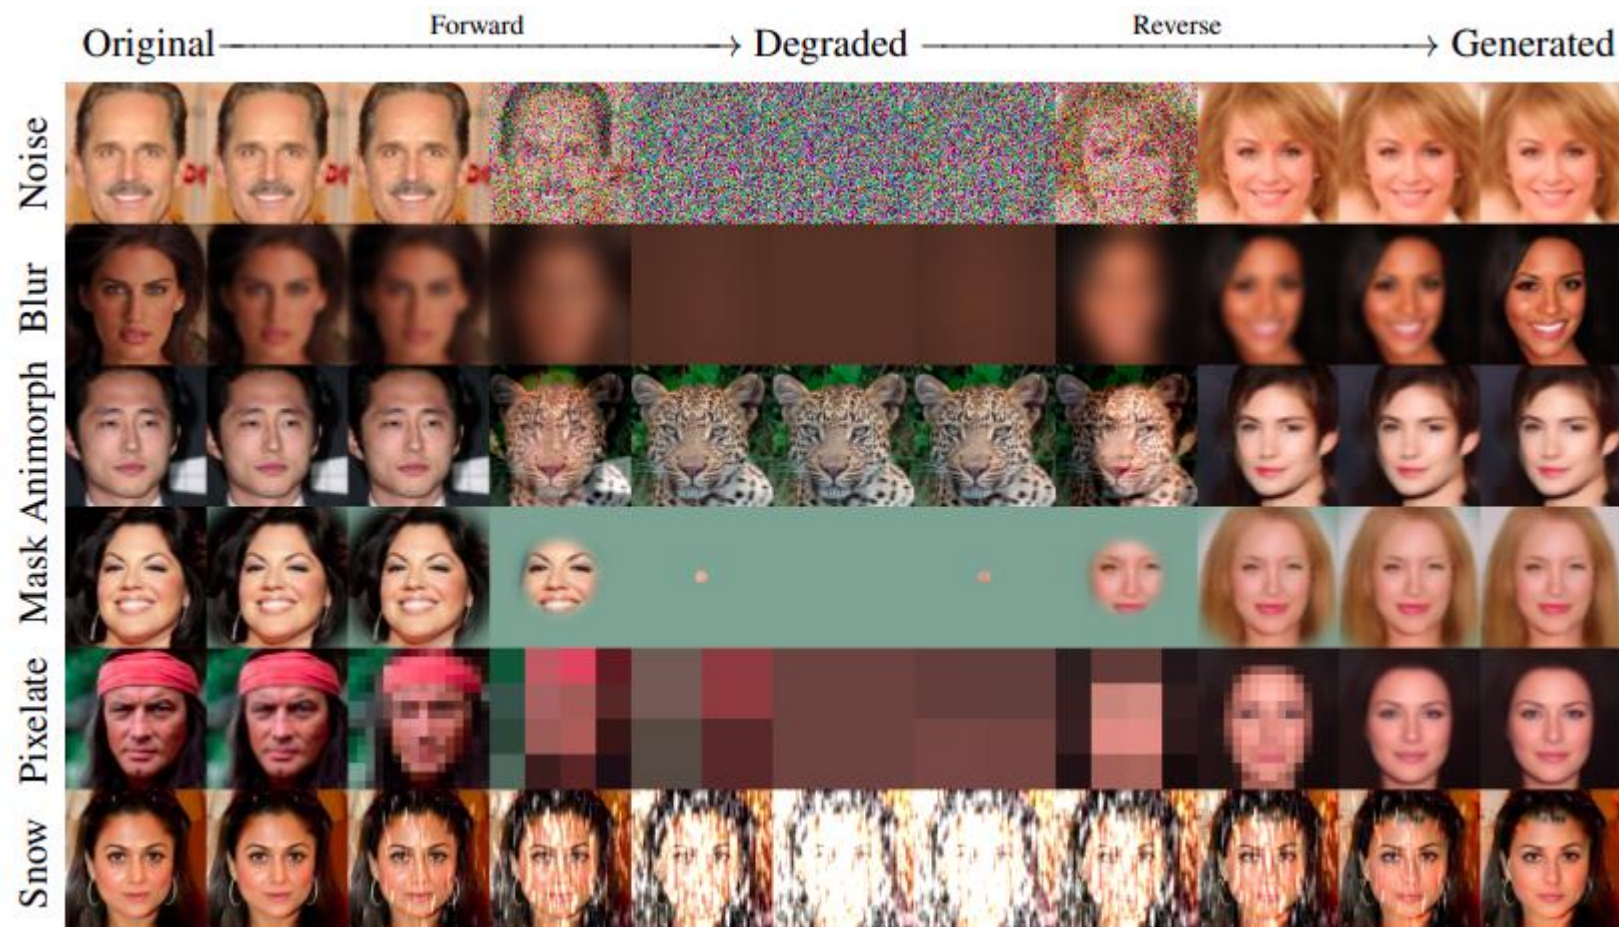 Original Forward Degraded Reverse Generated
Noise
Blur
Animorph
Mask
Pixelate
Snow